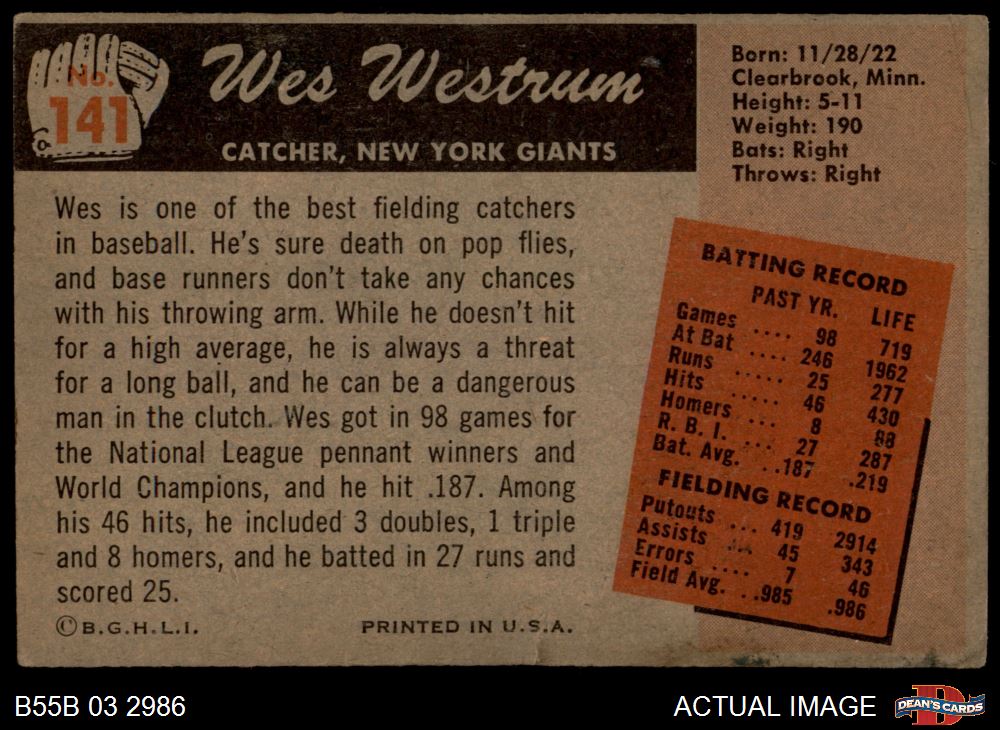 No.
141
Wes Westrum
CATCHER, NEW YORK GIANTS
Born: 11/28/22
Clearbrook, Minn.
Height: 5-11
Weight: 190
Bats: Right
Throws: Right
Wes is one of the best fielding catchers
in baseball. He's sure death on pop flies,
and base runners don't take any chances
with his throwing arm. While he doesn't hit
for a high average, he is always a threat
for a long ball, and he can be a dangerous
man in the clutch. Wes got in 98 games for
the National League pennant winners and
World Champions, and he hit .187. Among
his 46 hits, he included 3 doubles, 1 triple
and 8 homers, and he batted in 27 runs and
scored 25.
©B.G.H.L.I.
PRINTED IN U.S.A.
BATTING RECORD
PAST YR. LIFE
Games .... 98 719
At Bat .... 246 1962
Runs ..... 25 277
Hits ..... 46 430
Homers ... 8 88
R. B. I. ... 27 287
Bat. Avg. ..187 .219
FIELDING RECORD
Putouts ... 419 2914
Assists ... 45 343
Errors .... 7 46
Field Avg. ..985 .986
B55B 03 2986
ACTUAL IMAGE
D
DEAN'S CARDS